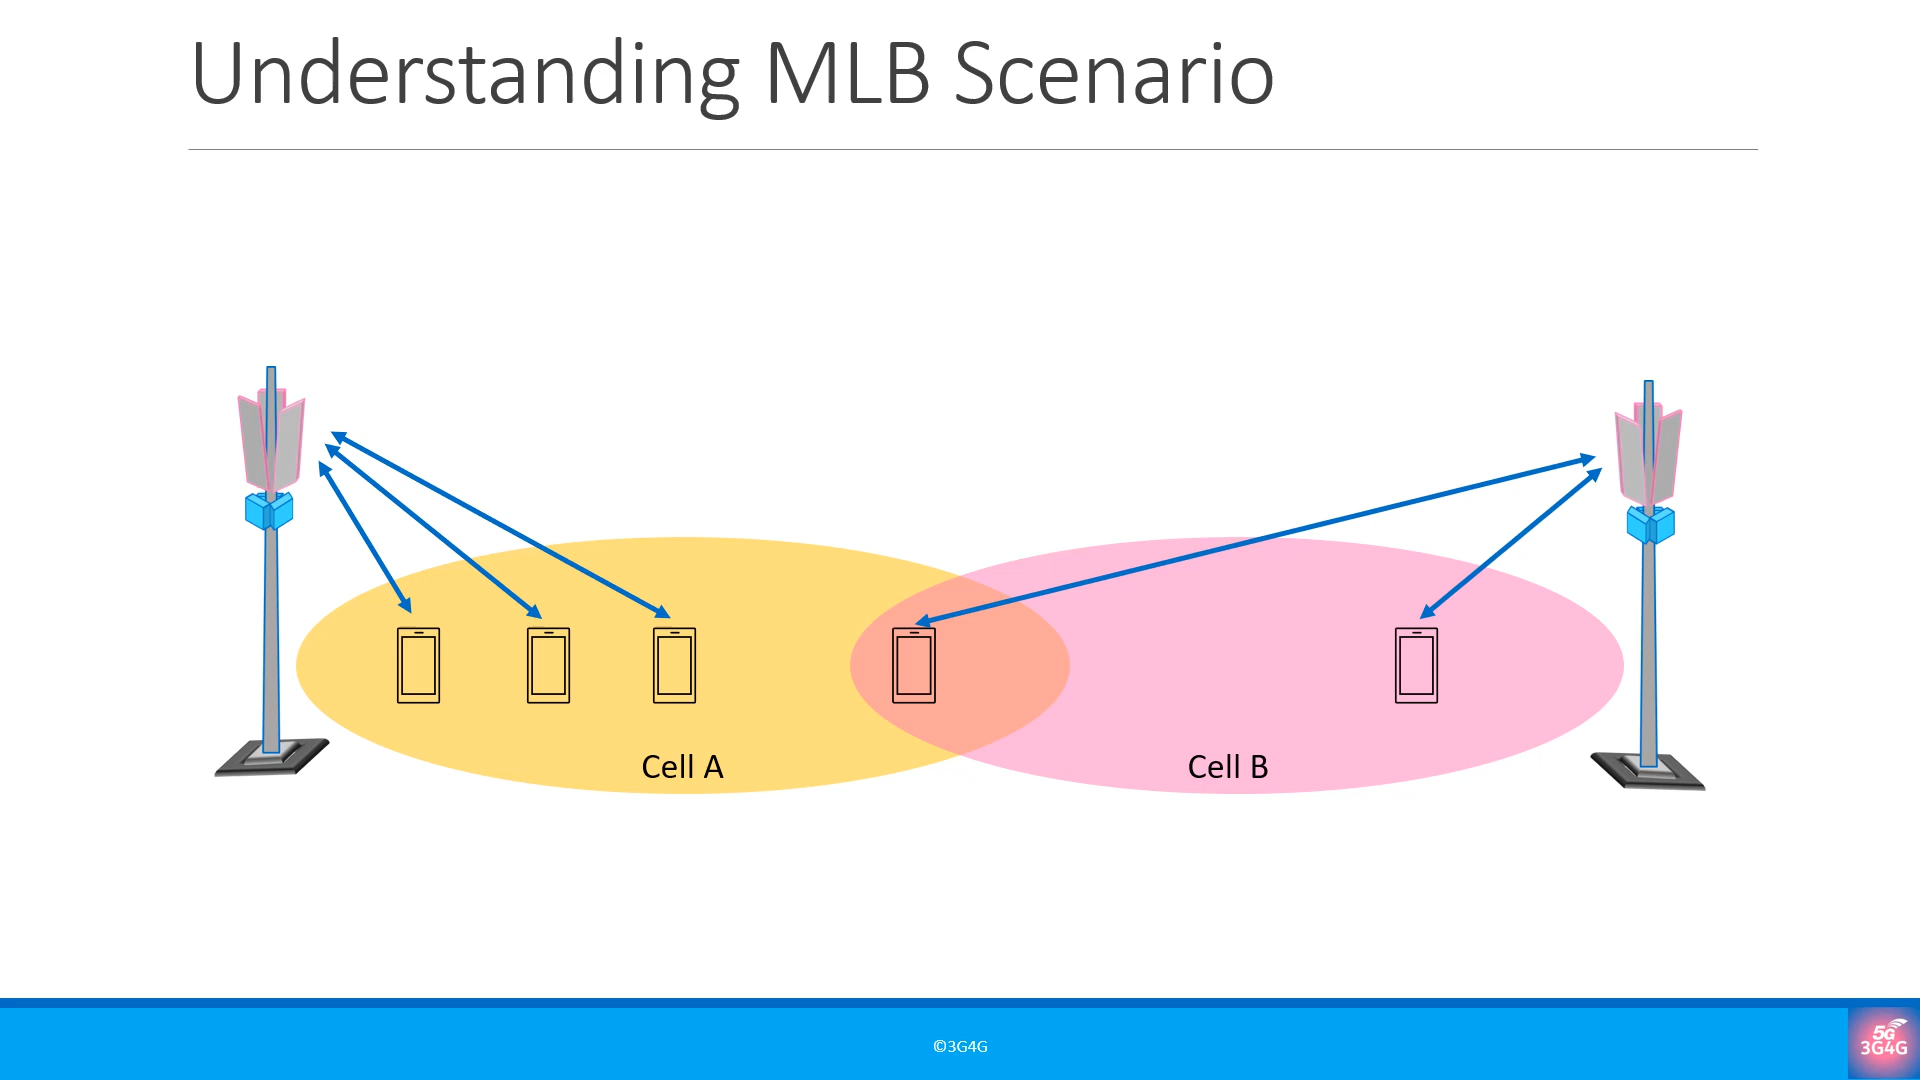 Understanding MLB Scenario
Cell A
Cell B
©3G4G
5G
3G4G